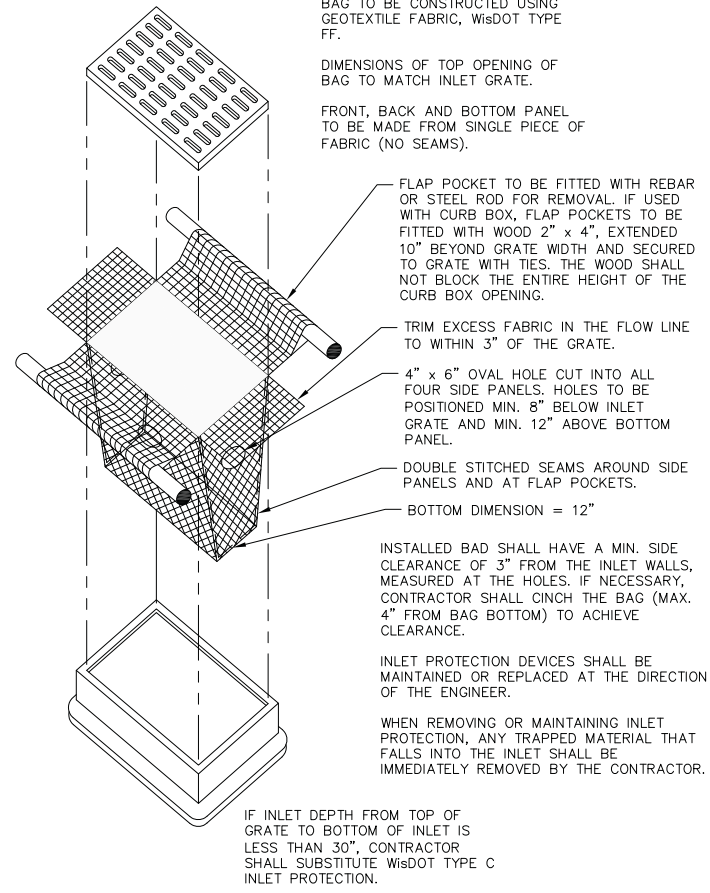 BAG TO BE CONSTRUCTED USING
GEOTEXTILE FABRIC, WisDOT TYPE
FF.
DIMENSIONS OF TOP OPENING OF
BAG TO MATCH INLET GRATE.
FRONT, BACK AND BOTTOM PANEL
TO BE MADE FROM SINGLE PIECE OF
FABRIC (NO SEAMS).
FLAP POCKET TO BE FITTED WITH REBAR
OR STEEL ROD FOR REMOVAL. IF USED
WITH CURB BOX, FLAP POCKETS TO BE
FITTED WITH WOOD 2" x 4", EXTENDED
10" BEYOND GRATE WIDTH AND SECURED
TO GRATE WITH TIES. THE WOOD SHALL
NOT BLOCK THE ENTIRE HEIGHT OF THE
CURB BOX OPENING.
TRIM EXCESS FABRIC IN THE FLOW LINE
TO WITHIN 3" OF THE GRATE.
4" x 6" OVAL HOLE CUT INTO ALL
FOUR SIDE PANELS. HOLES TO BE
POSITIONED MIN. 8" BELOW INLET
GRATE AND MIN. 12" ABOVE BOTTOM
PANEL.
DOUBLE STITCHED SEAMS AROUND SIDE
PANELS AND AT FLAP POCKETS.
BOTTOM DIMENSION = 12"
INSTALLED BAD SHALL HAVE A MIN. SIDE
CLEARANCE OF 3" FROM THE INLET WALLS,
MEASURED AT THE HOLES. IF NECESSARY,
CONTRACTOR SHALL CINCH THE BAG (MAX.
4" FROM BAG BOTTOM) TO ACHIEVE
CLEARANCE.
INLET PROTECTION DEVICES SHALL BE
MAINTAINED OR REPLACED AT THE DIRECTION
OF THE ENGINEER.
WHEN REMOVING OR MAINTAINING INLET
PROTECTION, ANY TRAPPED MATERIAL THAT
FALLS INTO THE INLET SHALL BE
IMMEDIATELY REMOVED BY THE CONTRACTOR.
IF INLET DEPTH FROM TOP OF
GRATE TO BOTTOM OF INLET IS
LESS THAN 30", CONTRACTOR
SHALL SUBSTITUTE WisDOT TYPE C
INLET PROTECTION.